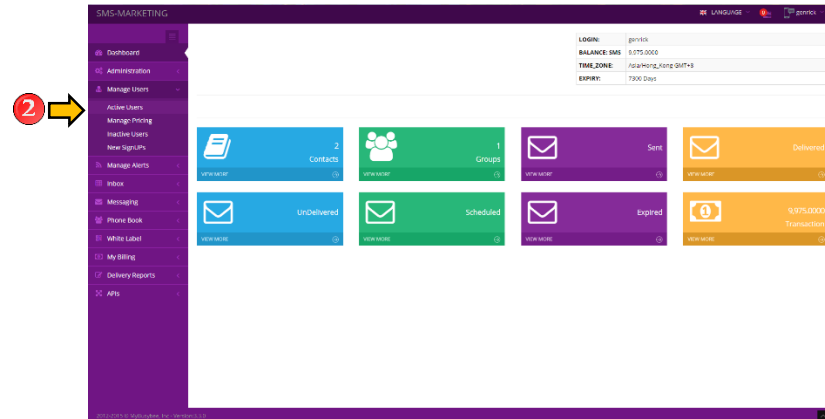 SMS-MARKETING
LANGUAGE
genrick
LOGIN: genrick
BALANCE: SMS 9,975.0000
TIME_ZONE: Asia/Hong_Kong GMT+8
EXPIRY: 7300 Days
Dashboard
Administration
Manage Users
2
Active Users
Manage Pricing
Inactive Users
New SignUPs
Manage Alerts
Inbox
Messaging
Phone Book
White Label
My Billing
Delivery Reports
APIs
2
Contacts
VIEW MORE
1
Groups
VIEW MORE
Sent
VIEW MORE
Delivered
VIEW MORE
UnDelivered
VIEW MORE
Scheduled
VIEW MORE
Expired
VIEW MORE
1
9,975.0000
Transaction
VIEW MORE